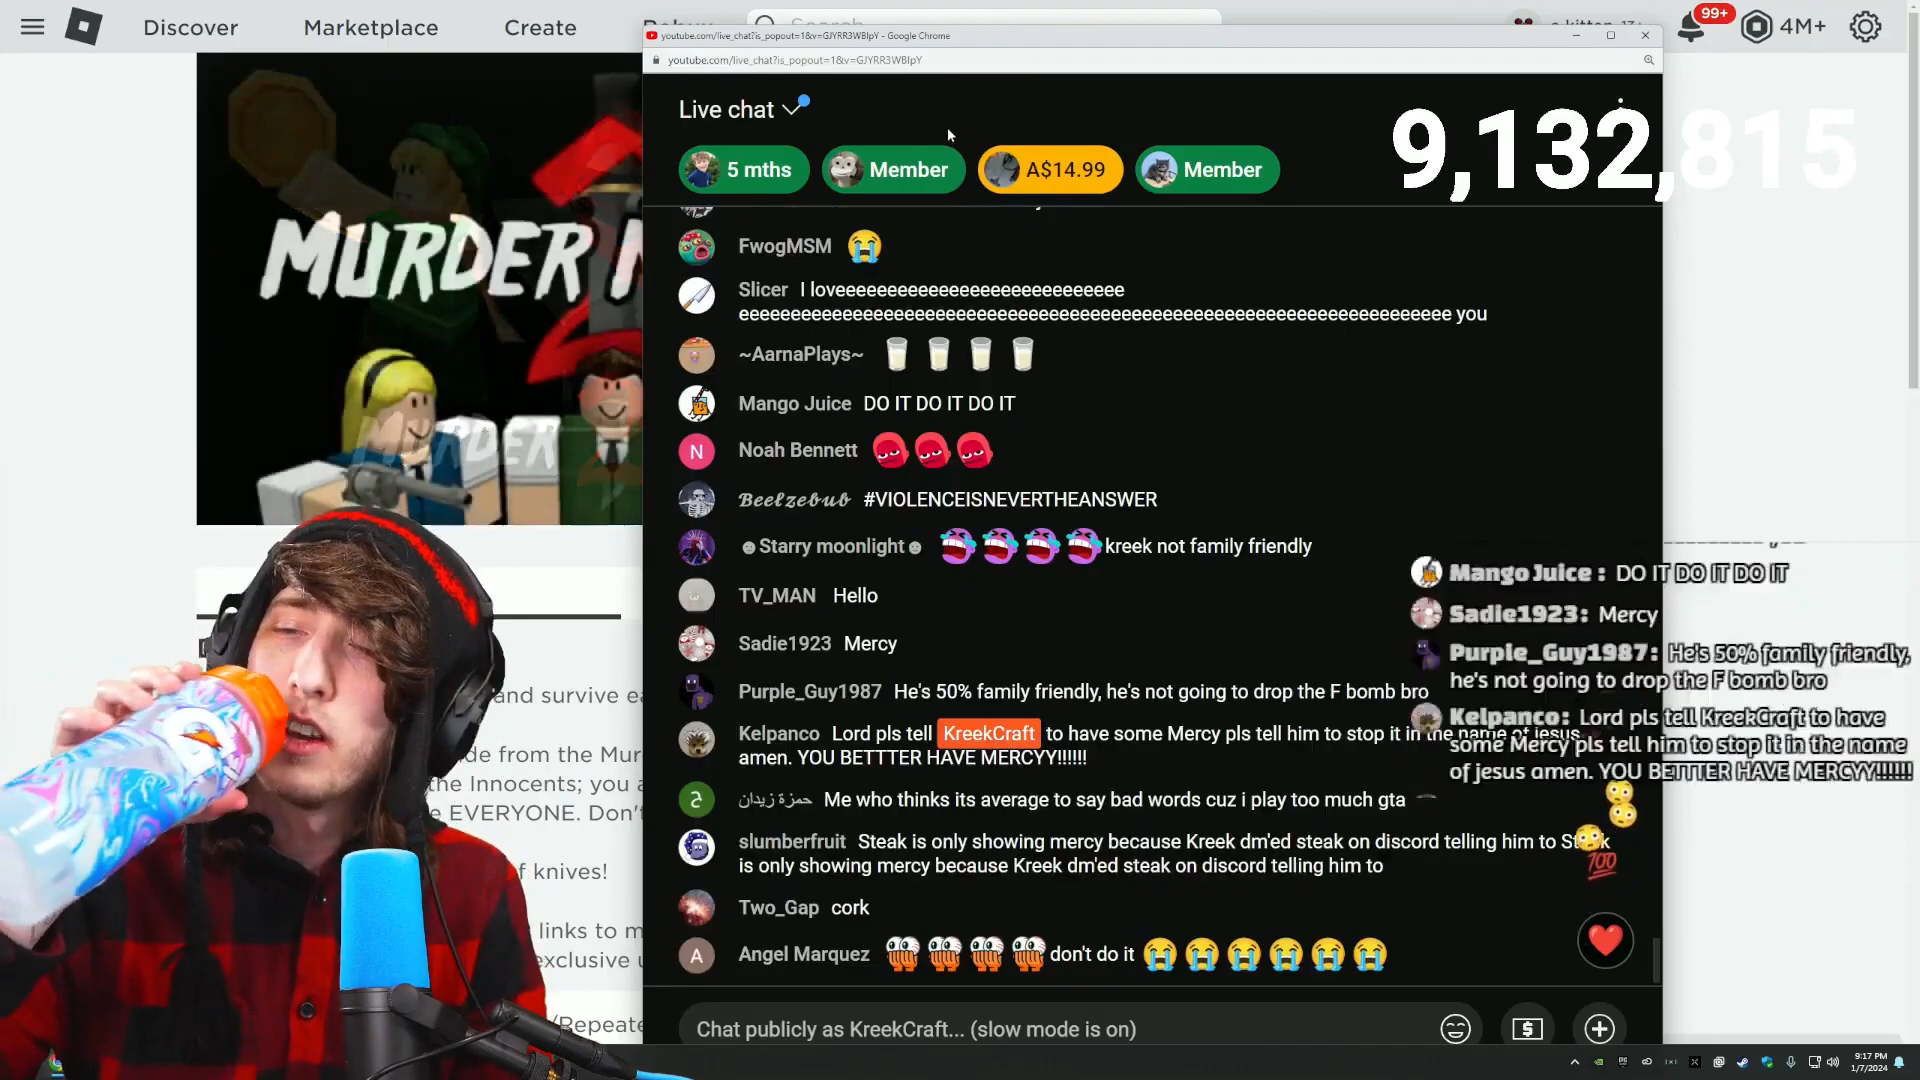 Discover
Marketplace
Create
Search
99+
4M+
youtube.com/live_chat?is_popout=1&v=GJYRR3WBIpY - Google Chrome
youtube.com/live_chat?is_popout=1&v=GJYRR3WBIpY
Live chat
5 mths
Member
A$14.99
Member
9,132,815
MURDER
FwogMSM 😭
Slicer I loveeeeeeeeeeeeeeeeeeeeeeeeeeee
eeeeeeeeeeeeeeeeeeeeeeeeeeeeeeeeeeeeeeeeeeeeeeeeeeeeeeeeeeeeeeeeeeeee you
~AarnaPlays~ 🥛 🥛 🥛 🥛
Mango Juice DO IT DO IT DO IT
N
Noah Bennett
𝓑𝓮𝓮𝓵𝔃𝓮𝓫𝓾𝓫 #VIOLENCEISNEVERTHEANSWER
☻Starry moonlight☻ kreek not family friendly
TV_MAN Hello
Sadie1923 Mercy
Purple_Guy1987 He's 50% family friendly, he's not going to drop the F bomb bro
Kelpanco Lord pls tell KreekCraft to have some Mercy pls tell him to stop it in the name of jesus
amen. YOU BETTTER HAVE MERCYY!!!!!!
حمزة زيدان Me who thinks its average to say bad words cuz i play too much gta
slumberfruit Steak is only showing mercy because Kreek dm'ed steak on discord telling him to Steak
is only showing mercy because Kreek dm'ed steak on discord telling him to
Two_Gap cork
A
Angel Marquez don't do it 😭 😭 😭 😭 😭 😭
Chat publicly as KreekCraft... (slow mode is on)
Mango Juice : DO IT DO IT DO IT
Sadie1923: Mercy
Purple_Guy1987: He's 50% family friendly,
he's not going to drop the F bomb bro
Kelpanco: Lord pls tell KreekCraft to have
some Mercy pls tell him to stop it in the name
of jesus amen. YOU BETTTER HAVE MERCYY!!!!!!
💯
and survive
de from the Mur
the Innocents; you
EVERYONE. Don't
of knives!
links to m
exclusive
/Repeate
9:17 PM
1/7/2024